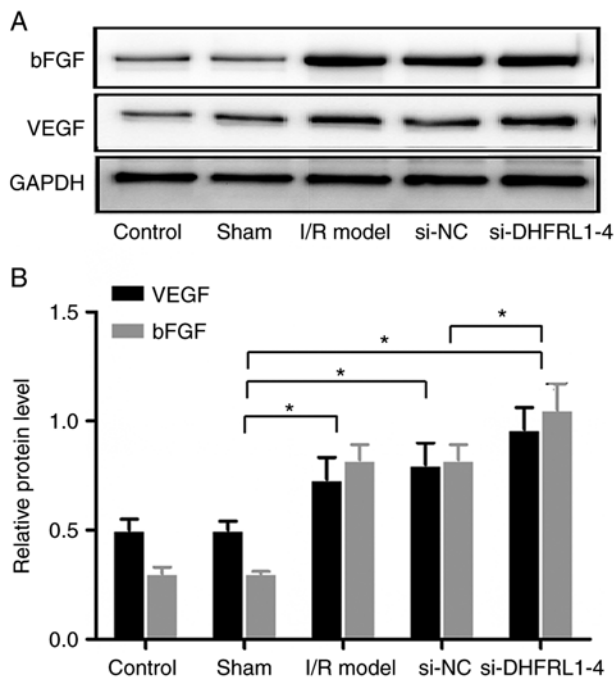 A
bFGF
VEGF
GAPDH
Control Sham I/R model si-NC si-DHFRL1-4
B
1.5
VEGF
bFGF
*
*
*
*
1.0
Relative protein level
0.5
0.0
Control Sham I/R model si-NC si-DHFRL1-4